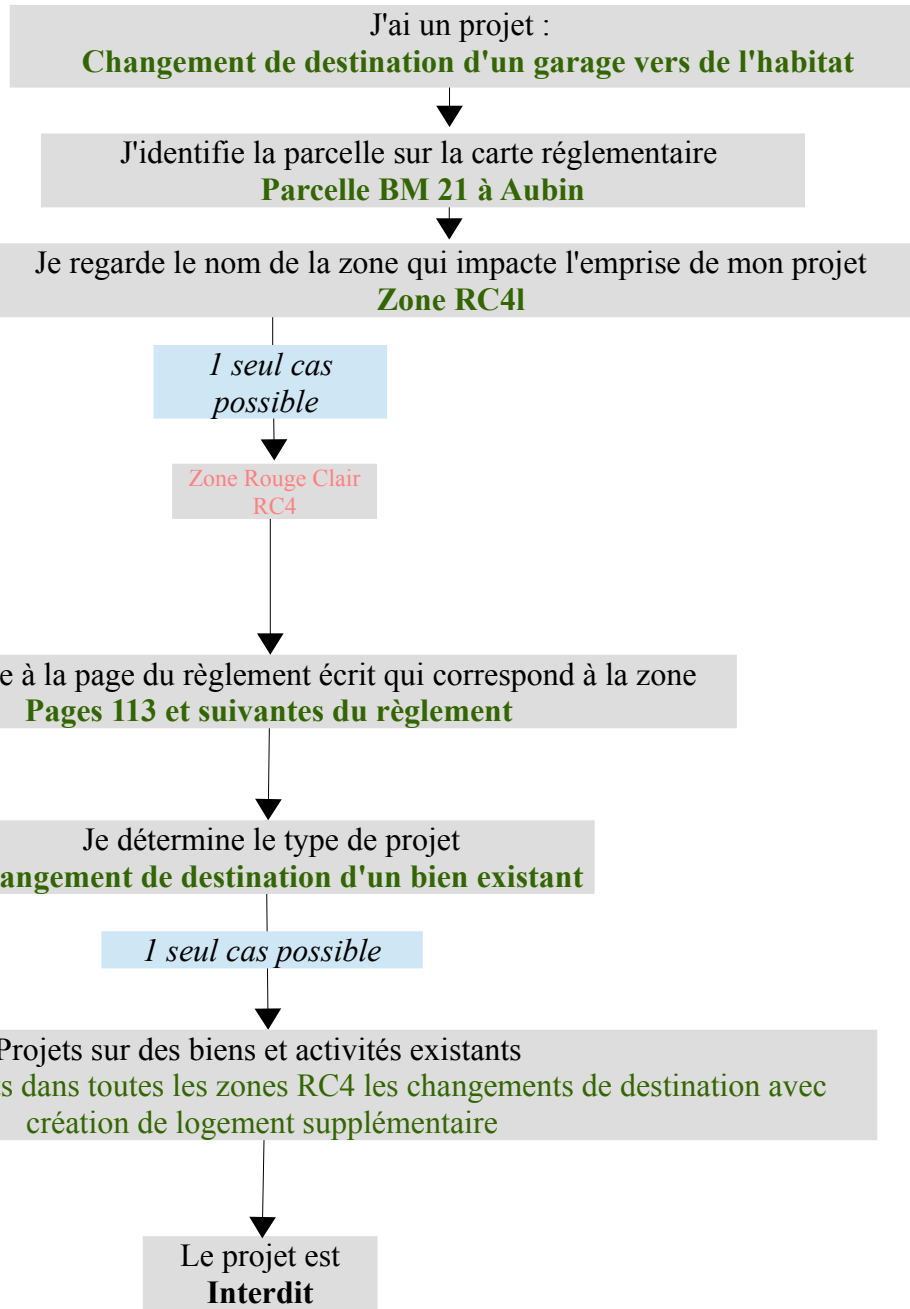 J'ai un projet :
Changement de destination d'un garage vers de l'habitat
J'identifie la parcelle sur la carte réglementaire
Parcelle BM 21 à Aubin
Je regarde le nom de la zone qui impacte l'emprise de mon projet
Zone RC4l
1 seul cas
possible
Zone Rouge Clair
RC4
à la page du règlement écrit qui correspond à la zone
Pages 113 et suivantes du règlement
Je détermine le type de projet
angement de destination d'un bien existant
1 seul cas possible
Projets sur des biens et activités existants
dans toutes les zones RC4 les changements de destination avec
création de logement supplémentaire
Le projet est
Interdit